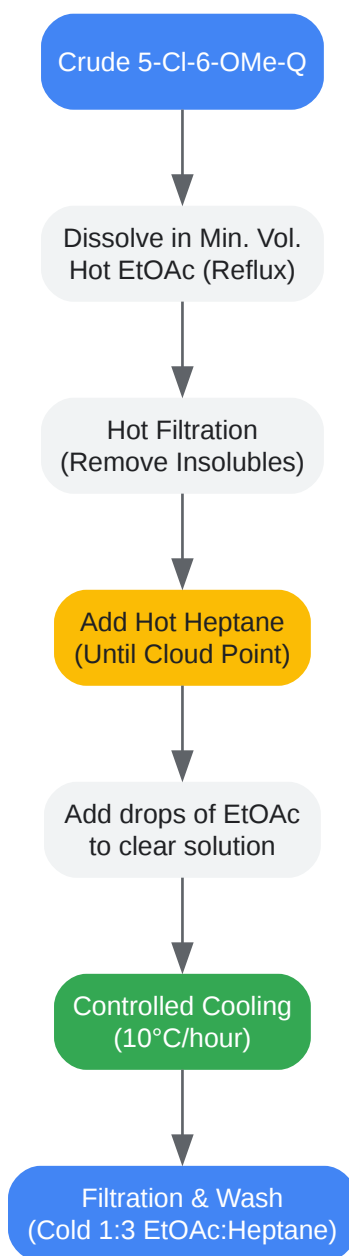 Crude 5-Cl-6-OMe-Q
Dissolve in Min. Vol.
Hot EtOAc (Reflux)
Hot Filtration
(Remove Insolubles)
Add Hot Heptane
(Until Cloud Point)
Add drops of EtOAc
to clear solution
Controlled Cooling
(10°C/hour)
Filtration & Wash
(Cold 1:3 EtOAc:Heptane)